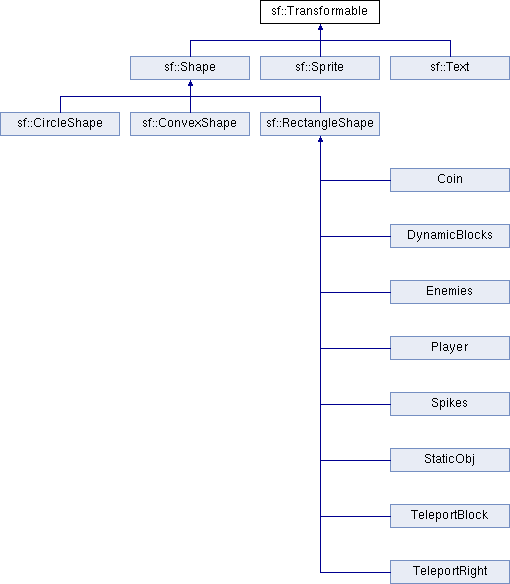 sf::Transformable
sf::Shape sf::Sprite sf::Text
sf::CircleShape sf::ConvexShape sf::RectangleShape
Coin
DynamicBlocks
Enemies
Player
Spikes
StaticObj
TeleportBlock
TeleportRight